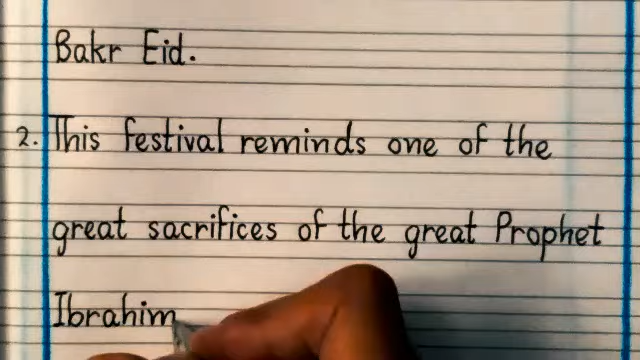 Bakr Eid.
2. This festival reminds one of the
great sacrifices of the great Prophet
Ibrahim